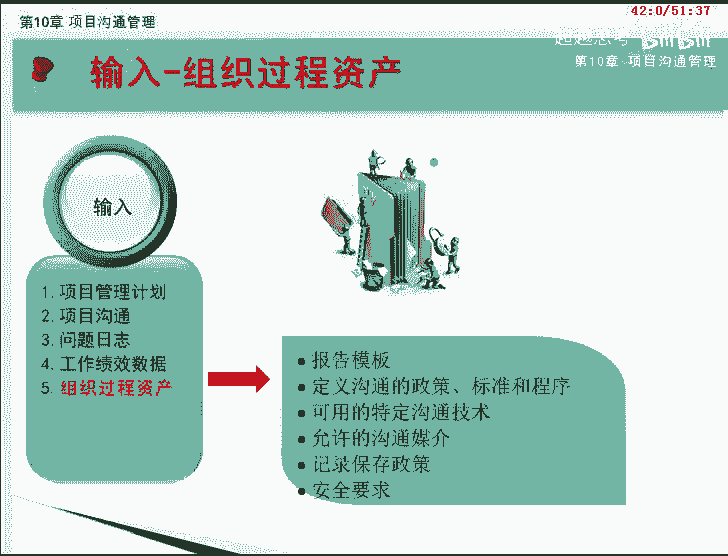 42:0/51:37
第10章 项目沟通管理
超越思考 bilibili
第10章 项目沟通管理
输入-组织过程资产
输入
1. 项目管理计划
2. 项目沟通
3. 问题日志
4. 工作绩效数据
5. 组织过程资产
● 报告模板
● 定义沟通的政策、标准和程序
● 可用的特定沟通技术
● 允许的沟通媒介
● 记录保存政策
● 安全要求